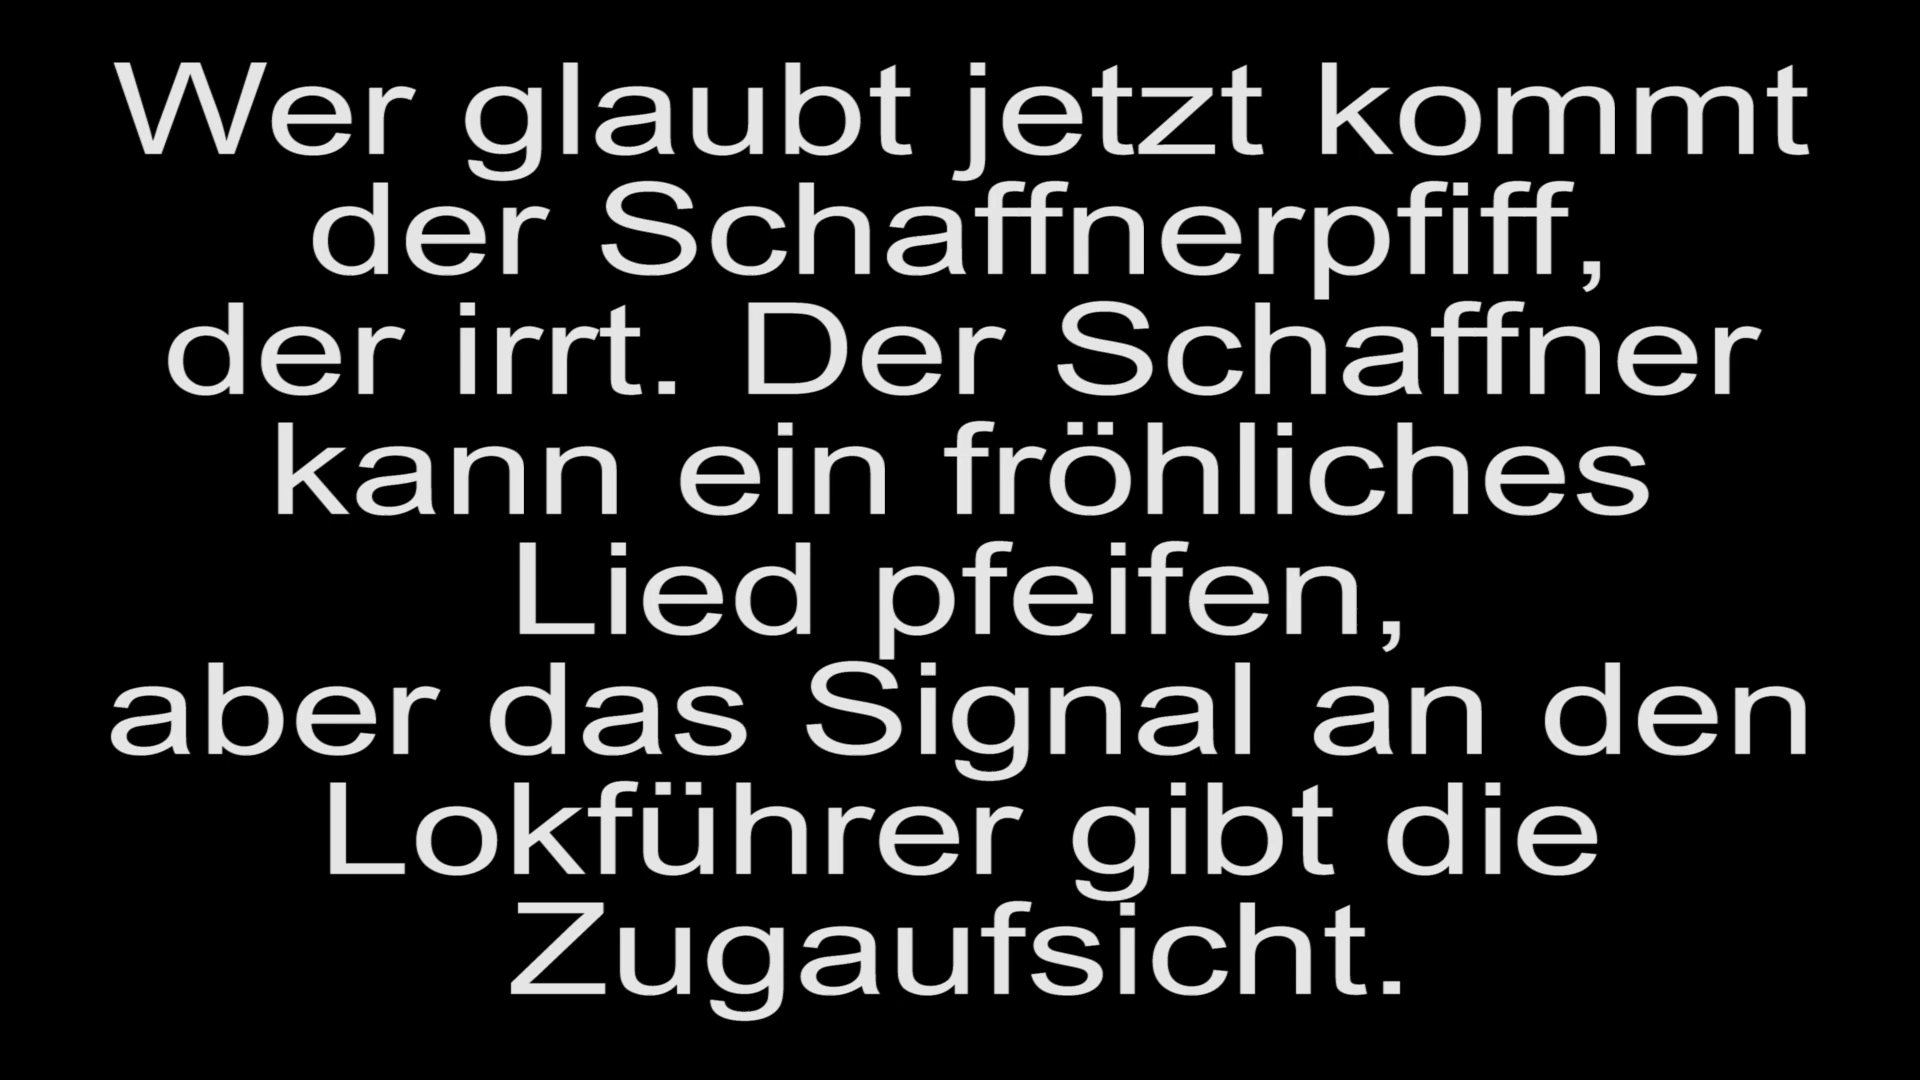 Wer glaubt jetzt kommt
der Schaffnerpfiff,
der irrt. Der Schaffner
kann ein fröhliches
Lied pfeifen,
aber das Signal an den
Lokführer gibt die
Zugaufsicht.